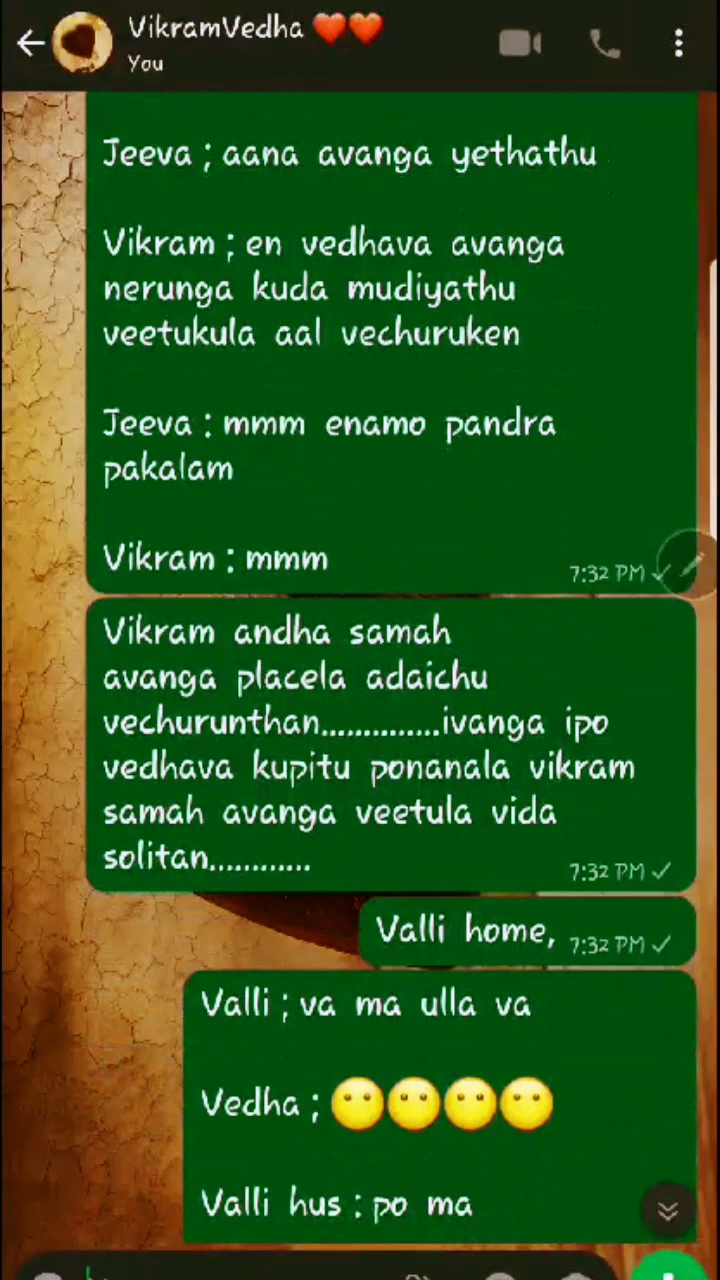 VikramVedha ❤️❤️
You
Jeeva ; aana avanga yethathu
Vikram ; en vedhava avanga
nerunga kuda mudiyathu
veetukula aal vechuruken
Jeeva : mmm enamo pandra
pakalam
Vikram : mmm
7:32 PM
Vikram andha samah
avanga placela adaichu
vechurunthan...............ivanga ipo
vedhava kupitu ponanala vikram
samah avanga veetula vida
solitan............
7:32 PM
Valli home,
7:32 PM
Valli ; va ma ulla va
Vedha ; 😶😶😶😶
Valli hus : po ma